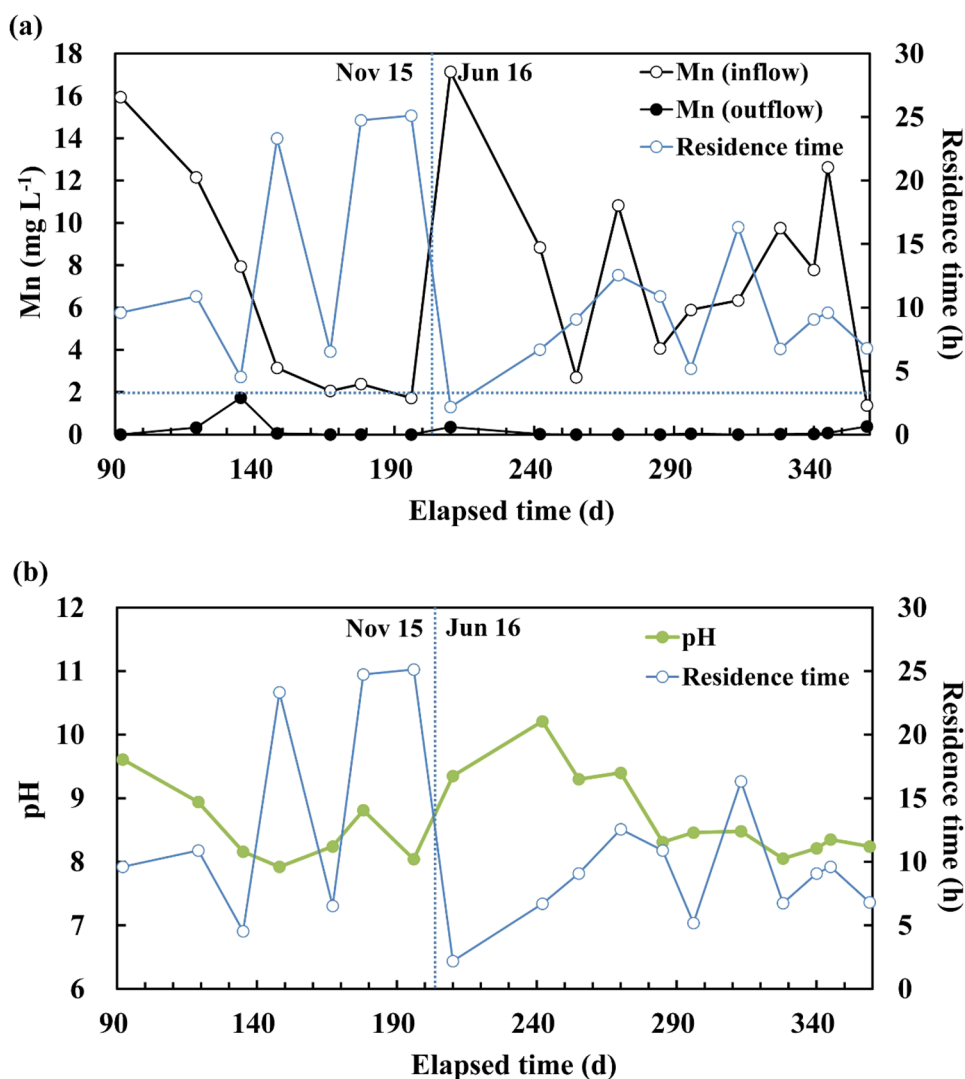 (a)
18
16
14
12
10
8
6
4
2
0
Mn (mg L-1)
Nov 15
Jun 16
Mn (inflow)
Mn (outflow)
Residence time
30
25
20
15
10
5
0
Residence time (h)
90
140
190
240
290
340
Elapsed time (d)
(b)
12
11
10
9
8
7
6
pH
Nov 15
Jun 16
pH
Residence time
30
25
20
15
10
5
0
Residence time (h)
90
140
190
240
290
340
Elapsed time (d)